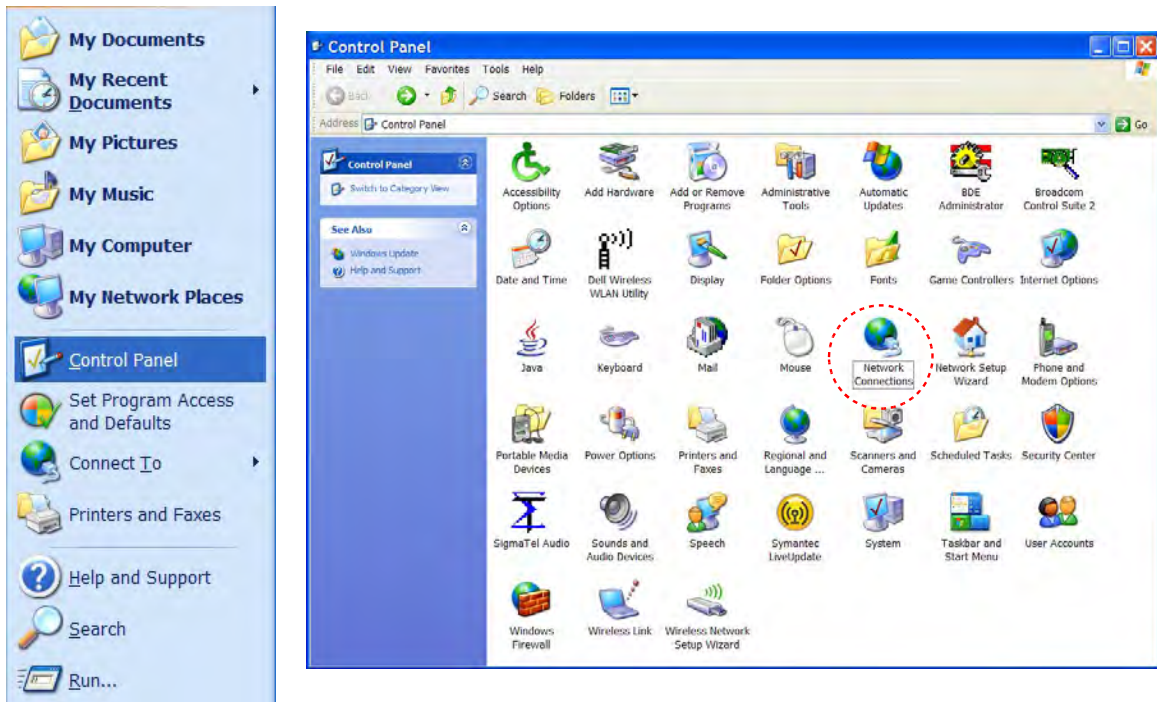 My Documents
My Recent
Documents
My Pictures
My Music
My Computer
My Network Places
Control Panel
Set Program Access
and Defaults
Connect To
Printers and Faxes
Help and Support
Search
Run...
Control Panel
File Edit View Favorites Tools Help
Back Search Folders
Address Control Panel Go
Control Panel
Switch to Category View
See Also
Windows Update
Help and Support
Accessibility
Options
Add Hardware
Add or Remove
Programs
Administrative
Tools
Automatic
Updates
BDE
Administrator
Broadcom
Control Suite 2
Date and Time
Dell Wireless
WLAN Utility
Display
Folder Options
Fonts
Game Controllers
Internet Options
Java
Keyboard
Mail
Mouse
Network
Connections
Network Setup
Wizard
Phone and
Modem Options
Portable Media
Devices
Power Options
Printers and
Faxes
Regional and
Language ...
Scanners and
Cameras
Scheduled Tasks
Security Center
SigmaTel Audio
Sounds and
Audio Devices
Speech
Symantec
LiveUpdate
System
Taskbar and
Start Menu
User Accounts
Windows
Firewall
Wireless Link
Wireless Network
Setup Wizard